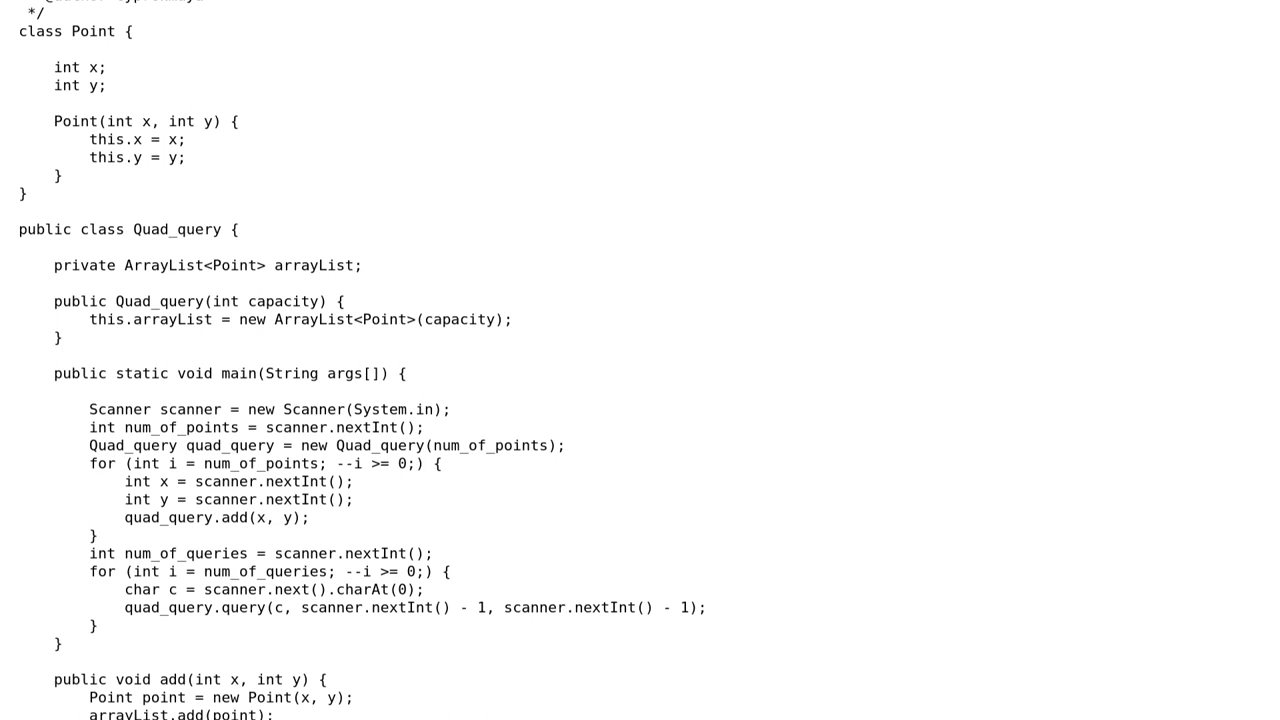 */
class Point {
int x;
int y;
Point(int x, int y) {
this.x = x;
this.y = y;
}
}
public class Quad_query {
private ArrayList<Point> arrayList;
public Quad_query(int capacity) {
this.arrayList = new ArrayList<Point>(capacity);
}
public static void main(String args[]) {
Scanner scanner = new Scanner(System.in);
int num_of_points = scanner.nextInt();
Quad_query quad_query = new Quad_query(num_of_points);
for (int i = num_of_points; --i >= 0;) {
int x = scanner.nextInt();
int y = scanner.nextInt();
quad_query.add(x, y);
}
int num_of_queries = scanner.nextInt();
for (int i = num_of_queries; --i >= 0;) {
char c = scanner.next().charAt(0);
quad_query.query(c, scanner.nextInt() - 1, scanner.nextInt() - 1);
}
}
public void add(int x, int y) {
Point point = new Point(x, y);
arrayList.add(point);